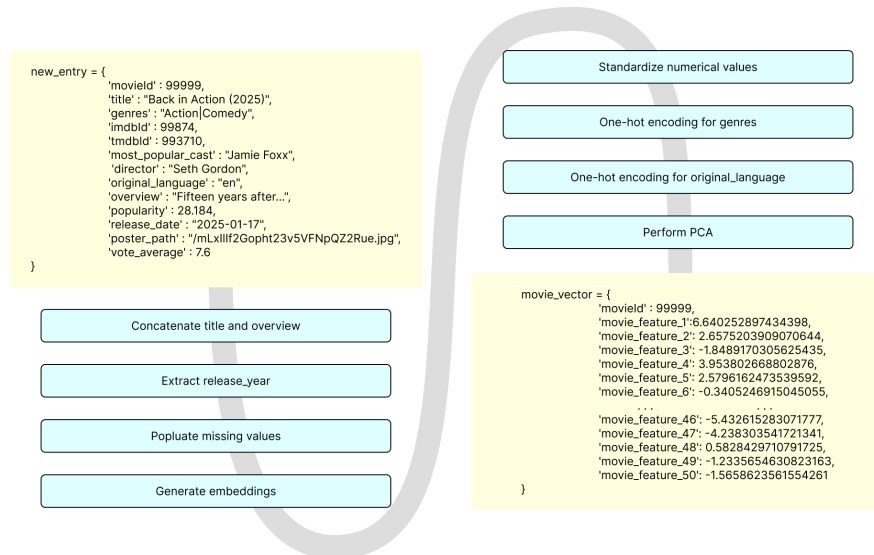 new_entry = {
'movieId' : 99999,
'title' : "Back in Action (2025)",
'genres' : "Action|Comedy",
'imdbId' : 99874,
'tmdbId' : 993710,
'most_popular_cast' : "Jamie Foxx",
'director' : "Seth Gordon",
'original_language' : "en",
'overview' : "Fifteen years after...",
'popularity' : 28.184,
'release_date' : "2025-01-17",
'poster_path' : "/mLxIlIf2Gopht23v5VFNpQZ2Rue.jpg",
'vote_average' : 7.6
}
Concatenate title and overview
Extract release_year
Popluate missing values
Generate embeddings
Standardize numerical values
One-hot encoding for genres
One-hot encoding for original_language
Perform PCA
movie_vector = {
'movieId' : 99999,
'movie_feature_1':6.640252897434398,
'movie_feature_2': 2.6575203909070644,
'movie_feature_3': -1.8489170305625435,
'movie_feature_4': 3.953802668802876,
'movie_feature_5': 2.5796162473539592,
'movie_feature_6': -0.3405246915045055,
. . . . . .
'movie_feature_46': -5.432615283071777,
'movie_feature_47': -4.238303541721341,
'movie_feature_48': 0.5828429710791725,
'movie_feature_49': -1.2335654630823163,
'movie_feature_50': -1.5658623561554261
}